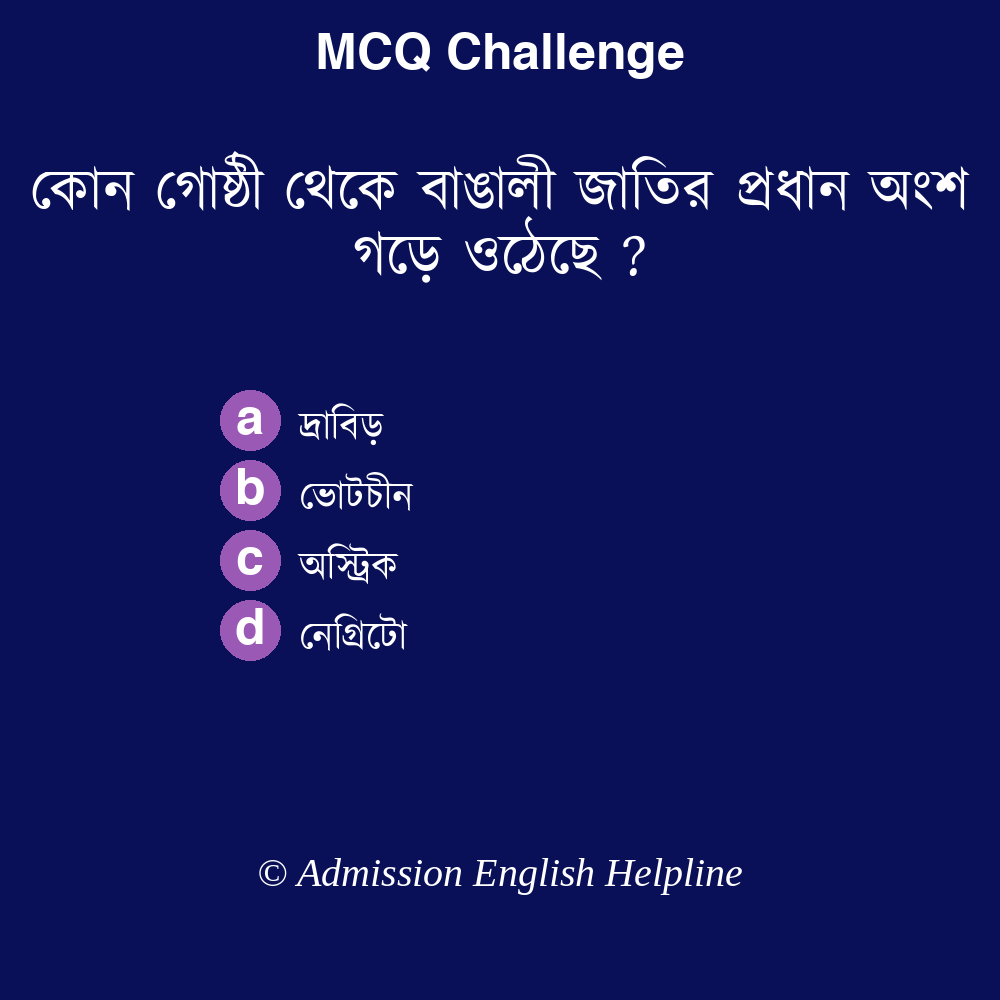 MCQ Challenge
কোন গোষ্ঠী থেকে বাঙালী জাতির প্রধান অংশ
গড়ে ওঠেছে ?
a দ্রাবিড়
b ভোটচীন
c অস্ট্রিক
d নেগ্রিটো
© Admission English Helpline